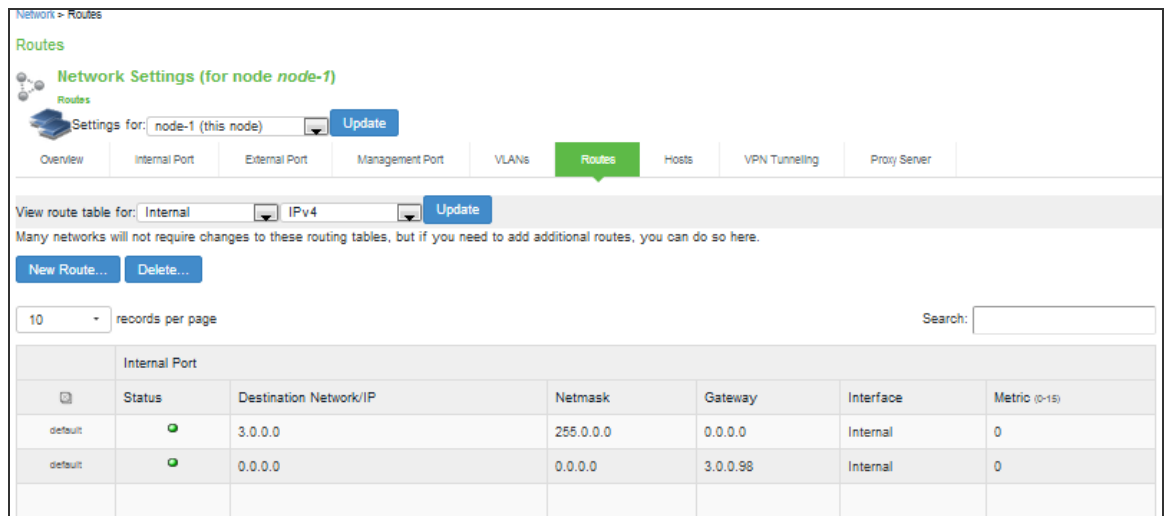 Network > Routes
Routes
Network Settings (for node node-1)
Routes
Settings for: node-1 (this node) Update
Overview Internal Port External Port Management Port VLANs Routes Hosts VPN Tunneling Proxy Server
View route table for: Internal IPv4 Update
Many networks will not require changes to these routing tables, but if you need to add additional routes, you can do so here.
New Route... Delete...
10 records per page Search:
Internal Port
Status Destination Network/IP Netmask Gateway Interface Metric (0-15)
default 3.0.0.0 255.0.0.0 0.0.0.0 Internal 0
default 0.0.0.0 0.0.0.0 3.0.0.98 Internal 0